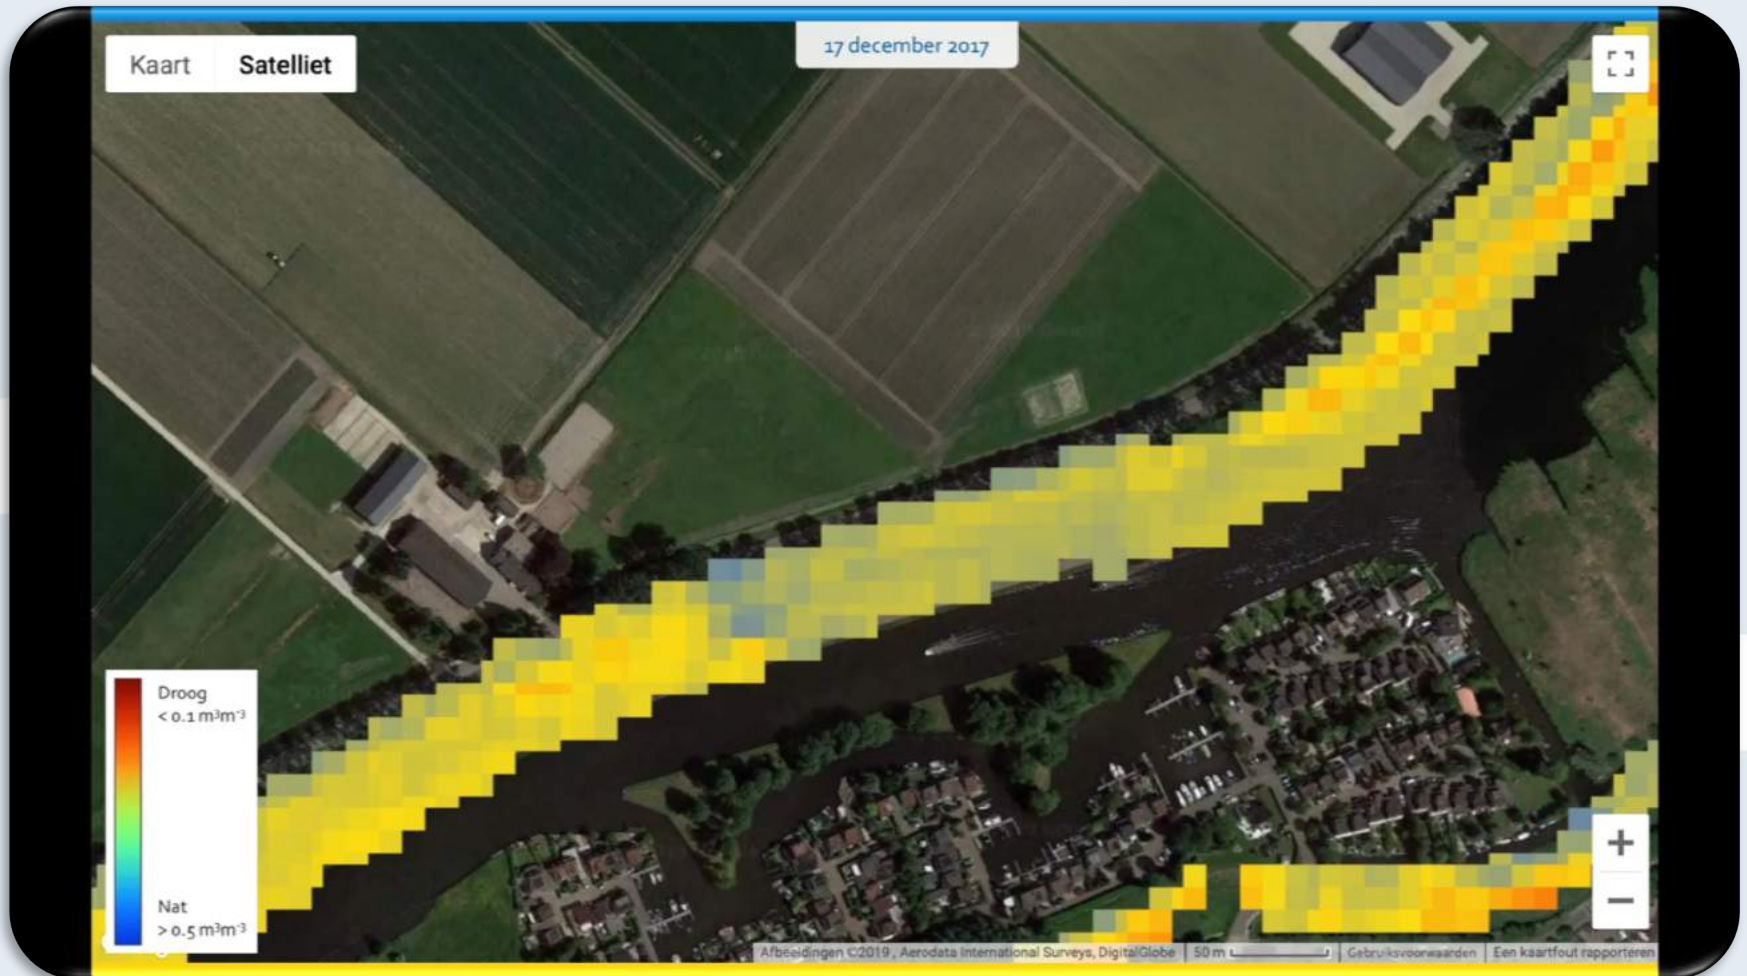 Kaart Satelliet
17 december 2017
Droog
< 0.1 m³m⁻³
Nat
> 0.5 m³m⁻³
Afbeeldingen ©2019 , Aerodata International Surveys, DigitalGlobe 50 m Gebruiksvoorwaarden Een kaartfout rapporteren